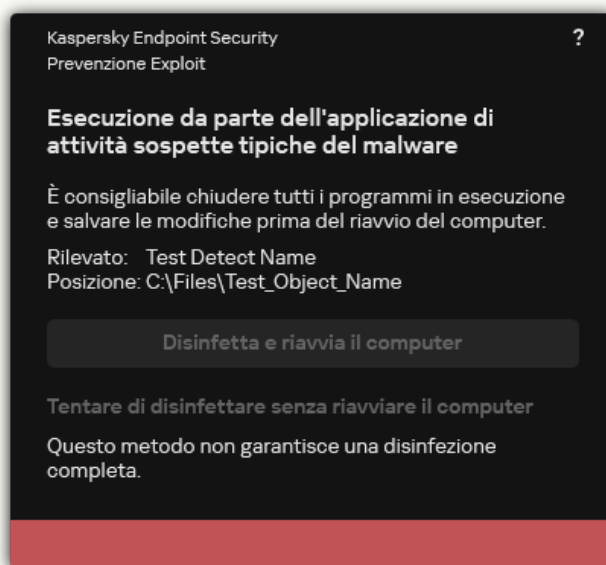 Kaspersky Endpoint Security
?
Prevenzione Exploit
Esecuzione da parte dell'applicazione di
attività sospette tipiche del malware
È consigliabile chiudere tutti i programmi in esecuzione
e salvare le modifiche prima del riavvio del computer.
Rilevato: Test Detect Name
Posizione: C:\Files\Test_Object_Name
Disinfetta e riavvia il computer
Tentare di disinfettare senza riavviare il computer
Questo metodo non garantisce una disinfezione
completa.